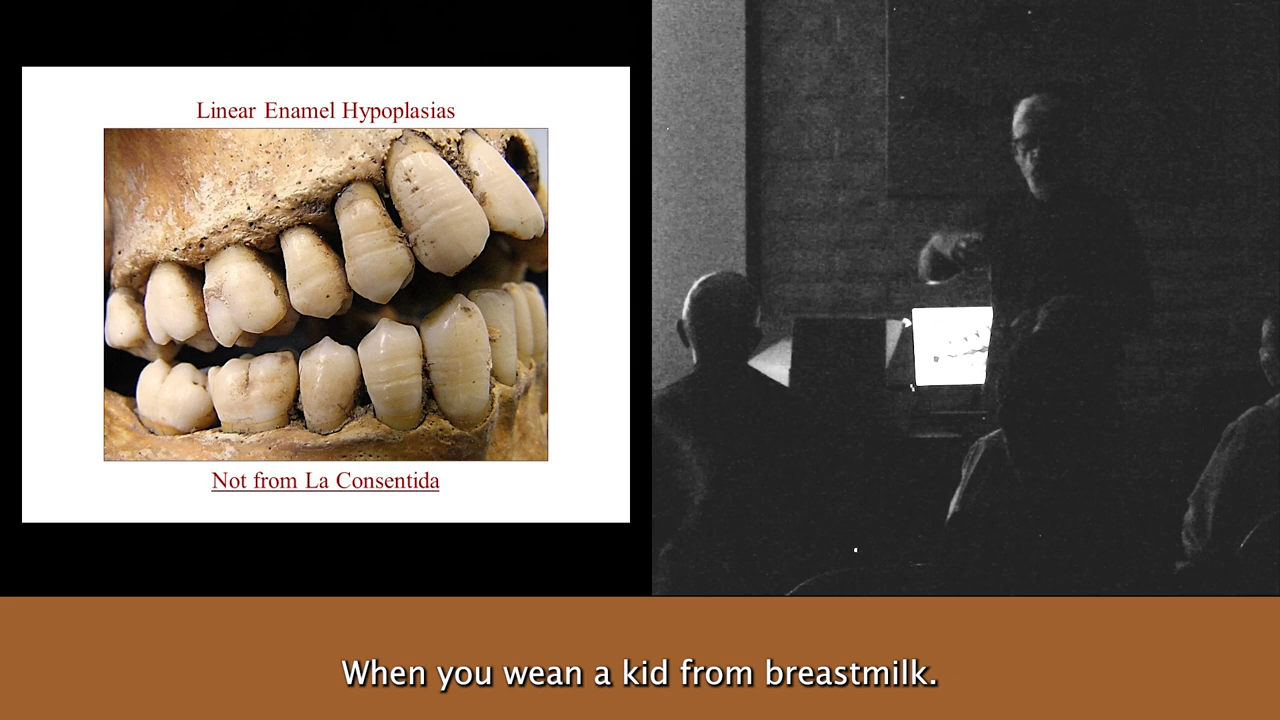 Linear Enamel Hypoplasias
Not from La Consentida
When you wean a kid from breastmilk.